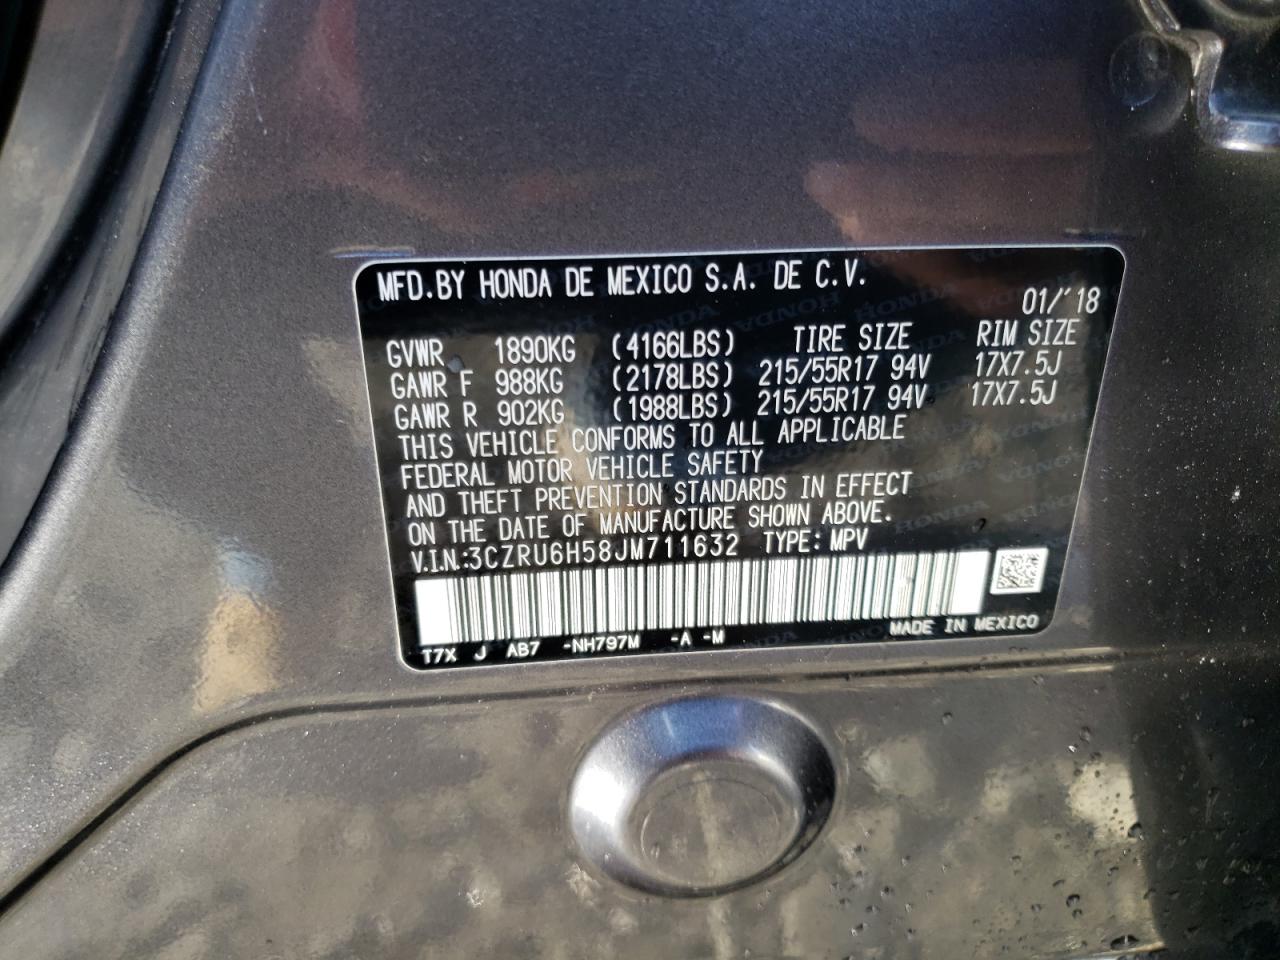 MFD.BY HONDA DE MEXICO S.A. DE C.V.
01/'18
GVWR 1890KG (4166LBS) TIRE SIZE RIM SIZE
GAWR F 988KG (2178LBS) 215/55R17 94V 17X7.5J
GAWR R 902KG (1988LBS) 215/55R17 94V 17X7.5J
THIS VEHICLE CONFORMS TO ALL APPLICABLE
FEDERAL MOTOR VEHICLE SAFETY
AND THEFT PREVENTION STANDARDS IN EFFECT
ON THE DATE OF MANUFACTURE SHOWN ABOVE.
V.I.N.:3CZRU6H58JM711632 TYPE: MPV
T7X J AB7 -NH797M -A -M MADE IN MEXICO